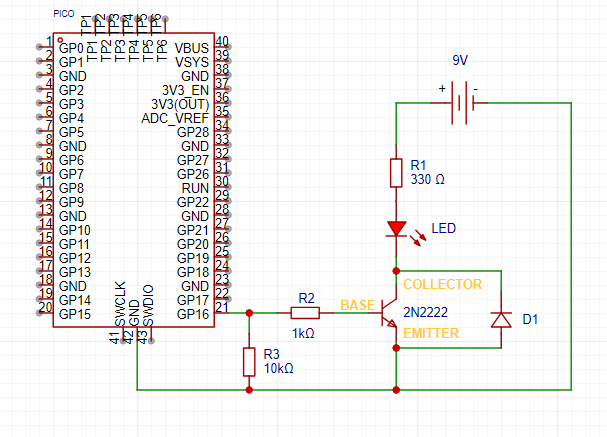 PICO
TP1
TP2
TP3
TP4
TP5
TP6
TP1
TP2
TP3
TP4
TP5
TP6
1 GP0 VBUS 40
2 GP1 VSYS 39
3 GND GND 38
4 GP2 3V3_EN 37
5 GP3 3V3(OUT) 36
6 GP4 ADC_VREF 35
7 GP5 GP28 34
8 GND GND 33
9 GP6 GP27 32
10 GP7 GP26 31
11 GP8 RUN 30
12 GP9 GP22 29
13 GND GND 28
14 GP10 GP21 27
15 GP11 GP20 26
16 GP12 GP19 25
17 GP13 GP18 24
18 GND GND 23
19 GP14 GP17 22
20 GP15 GP16 21
SWCLK
GND
SWDIO
41
42
43
9V
+ -
R1
330 Ω
LED
COLLECTOR
BASE
2N2222
EMITTER
D1
R2
1kΩ
R3
10kΩ